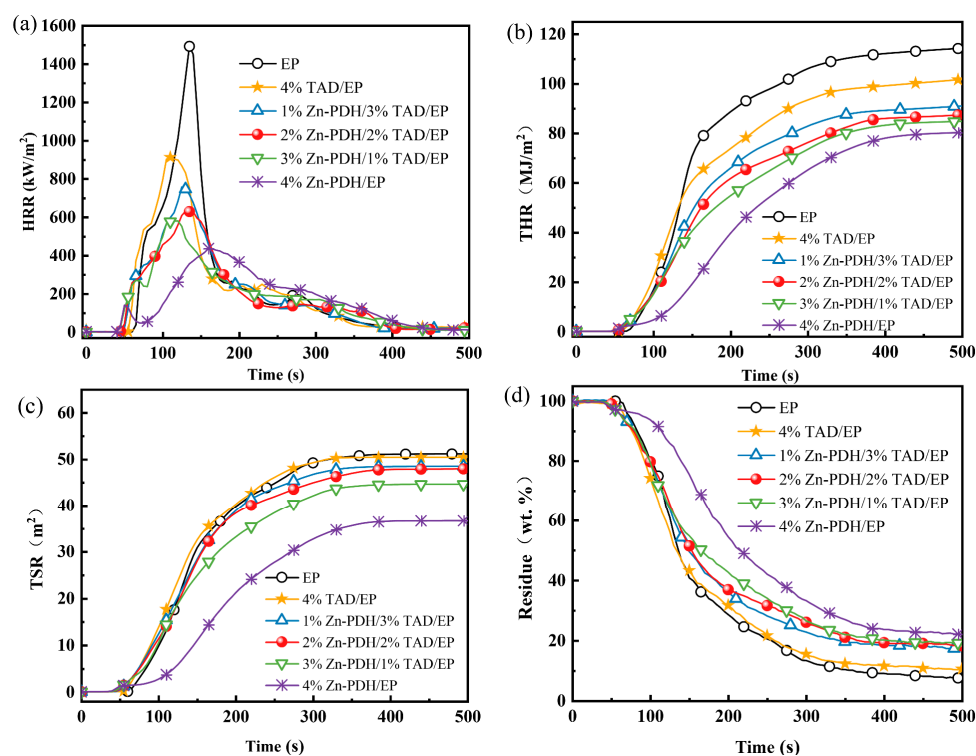 (a)
HRR (kW/m²)
1600
1400
1200
1000
800
600
400
200
0
EP
4% TAD/EP
1% Zn-PDH/3% TAD/EP
2% Zn-PDH/2% TAD/EP
3% Zn-PDH/1% TAD/EP
4% Zn-PDH/EP
0 100 200 300 400 500
Time (s)
(b)
THR（MJ/m²）
120
100
80
60
40
20
0
EP
4% TAD/EP
1% Zn-PDH/3% TAD/EP
2% Zn-PDH/2% TAD/EP
3% Zn-PDH/1% TAD/EP
4% Zn-PDH/EP
0 100 200 300 400 500
Time (s)
(c)
TSR（m²）
60
50
40
30
20
10
0
EP
4% TAD/EP
1% Zn-PDH/3% TAD/EP
2% Zn-PDH/2% TAD/EP
3% Zn-PDH/1% TAD/EP
4% Zn-PDH/EP
0 100 200 300 400 500
Time (s)
(d)
Residue（wt. %）
100
80
60
40
20
0
EP
4% TAD/EP
1% Zn-PDH/3% TAD/EP
2% Zn-PDH/2% TAD/EP
3% Zn-PDH/1% TAD/EP
4% Zn-PDH/EP
0 100 200 300 400 500
Time (s)